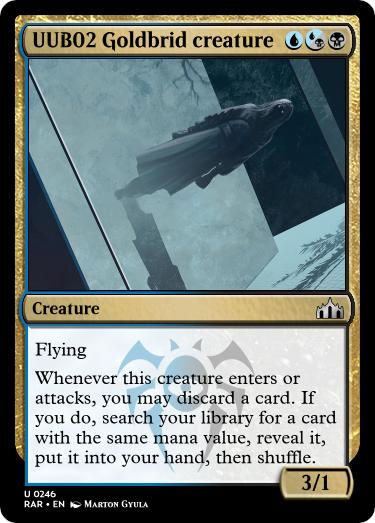 UUB02 Goldbrid creature
Creature
Flying
Whenever this creature enters or
attacks, you may discard a card. If
you do, search your library for a card
with the same mana value, reveal it,
put it into your hand, then shuffle.
3/1
U 0246
RAR • EN Marton Gyula